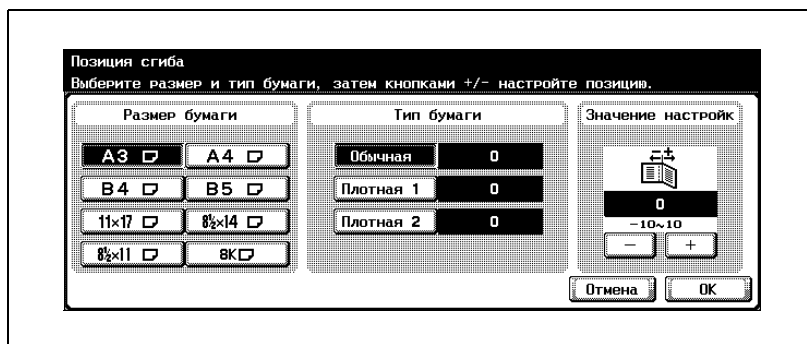 Позиция сгиба
Выберите размер и тип бумаги, затем кнопками +/- настройте позицию.
Размер бумаги
Тип бумаги
Значение настройк
A3
A4
Обычная
0
B4
B5
Плотная 1
0
0
11×17
8½×14
Плотная 2
0
-10~10
8½×11
8K
- +
Отмена
OK